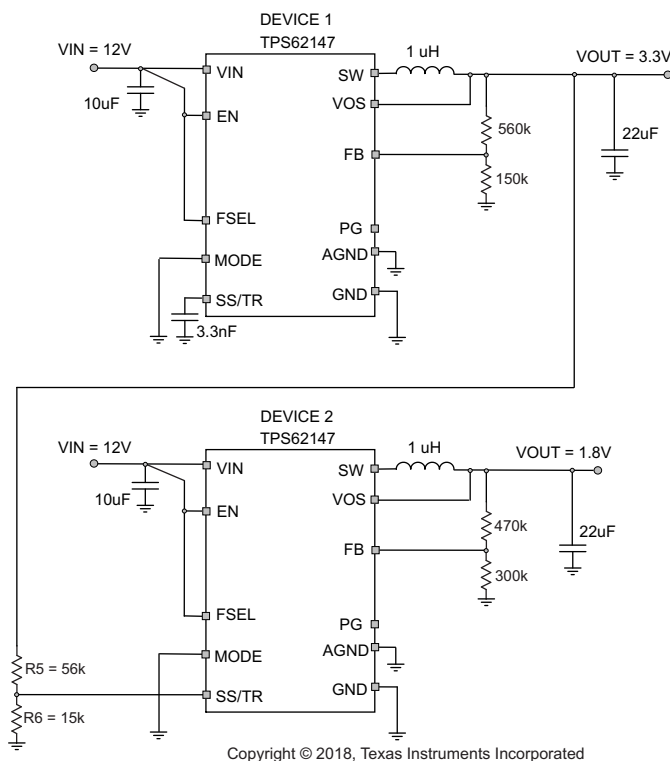 DEVICE 1
TPS62147
VIN = 12V
10uF
VIN
EN
FSEL
MODE
SS/TR
3.3nF
SW
VOS
FB
PG
AGND
GND
1 uH
560k
150k
VOUT = 3.3V
22uF
DEVICE 2
TPS62147
VIN = 12V
10uF
VIN
EN
FSEL
MODE
SS/TR
SW
VOS
FB
PG
AGND
GND
1 uH
470k
300k
VOUT = 1.8V
22uF
R5 = 56k
R6 = 15k
Copyright © 2018, Texas Instruments Incorporated